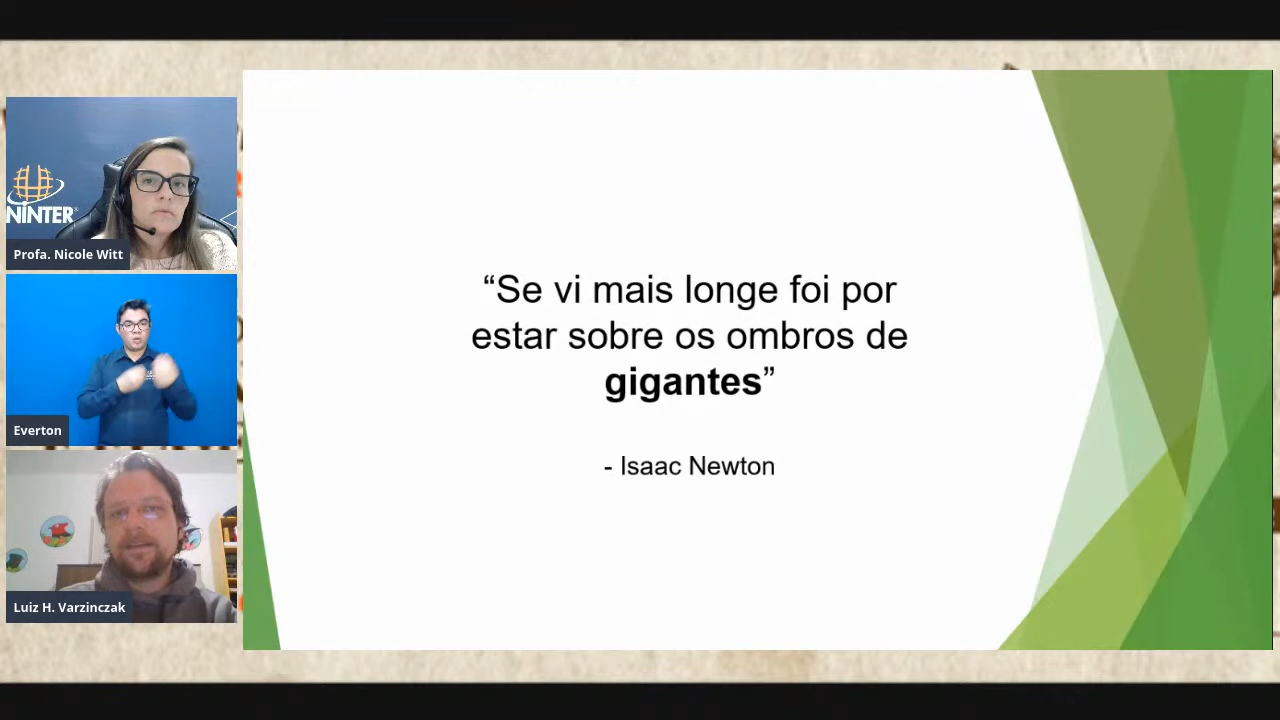 NINTER
Profa. Nicole Witt
Everton
Luiz H. Varzinczak
“Se vi mais longe foi por
estar sobre os ombros de
gigantes”
- Isaac Newton